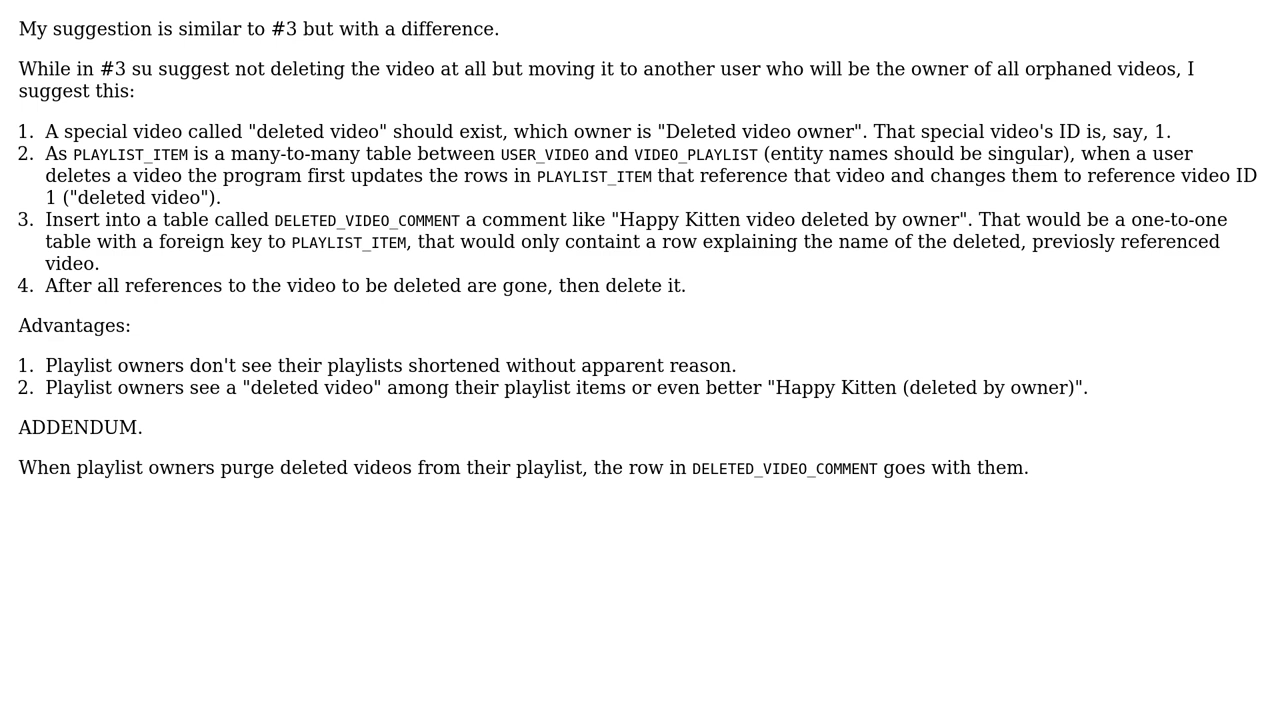 My suggestion is similar to #3 but with a difference.
While in #3 su suggest not deleting the video at all but moving it to another user who will be the owner of all orphaned videos, I
suggest this:
1. A special video called "deleted video" should exist, which owner is "Deleted video owner". That special video's ID is, say, 1.
2. As PLAYLIST_ITEM is a many-to-many table between USER_VIDEO and VIDEO_PLAYLIST (entity names should be singular), when a user
deletes a video the program first updates the rows in PLAYLIST_ITEM that reference that video and changes them to reference video ID
1 ("deleted video").
3. Insert into a table called DELETED_VIDEO_COMMENT a comment like "Happy Kitten video deleted by owner". That would be a one-to-one
table with a foreign key to PLAYLIST_ITEM, that would only containt a row explaining the name of the deleted, previosly referenced
video.
4. After all references to the video to be deleted are gone, then delete it.
Advantages:
1. Playlist owners don't see their playlists shortened without apparent reason.
2. Playlist owners see a "deleted video" among their playlist items or even better "Happy Kitten (deleted by owner)".
ADDENDUM.
When playlist owners purge deleted videos from their playlist, the row in DELETED_VIDEO_COMMENT goes with them.